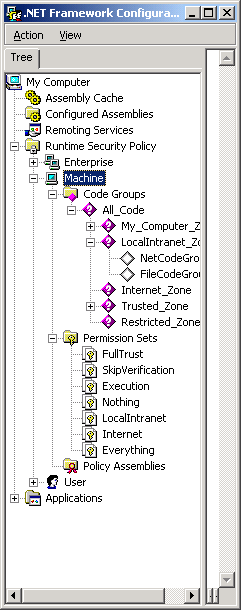 .NET Framework Configura...
Action View
Tree
My Computer
Assembly Cache
Configured Assemblies
Remoting Services
Runtime Security Policy
Enterprise
Machine
Code Groups
All_Code
My_Computer_Z
LocalIntranet_Zo
NetCodeGro
FileCodeGrou
Internet_Zone
Trusted_Zone
Restricted_Zone
Permission Sets
FullTrust
SkipVerification
Execution
Nothing
LocalIntranet
Internet
Everything
Policy Assemblies
User
Applications